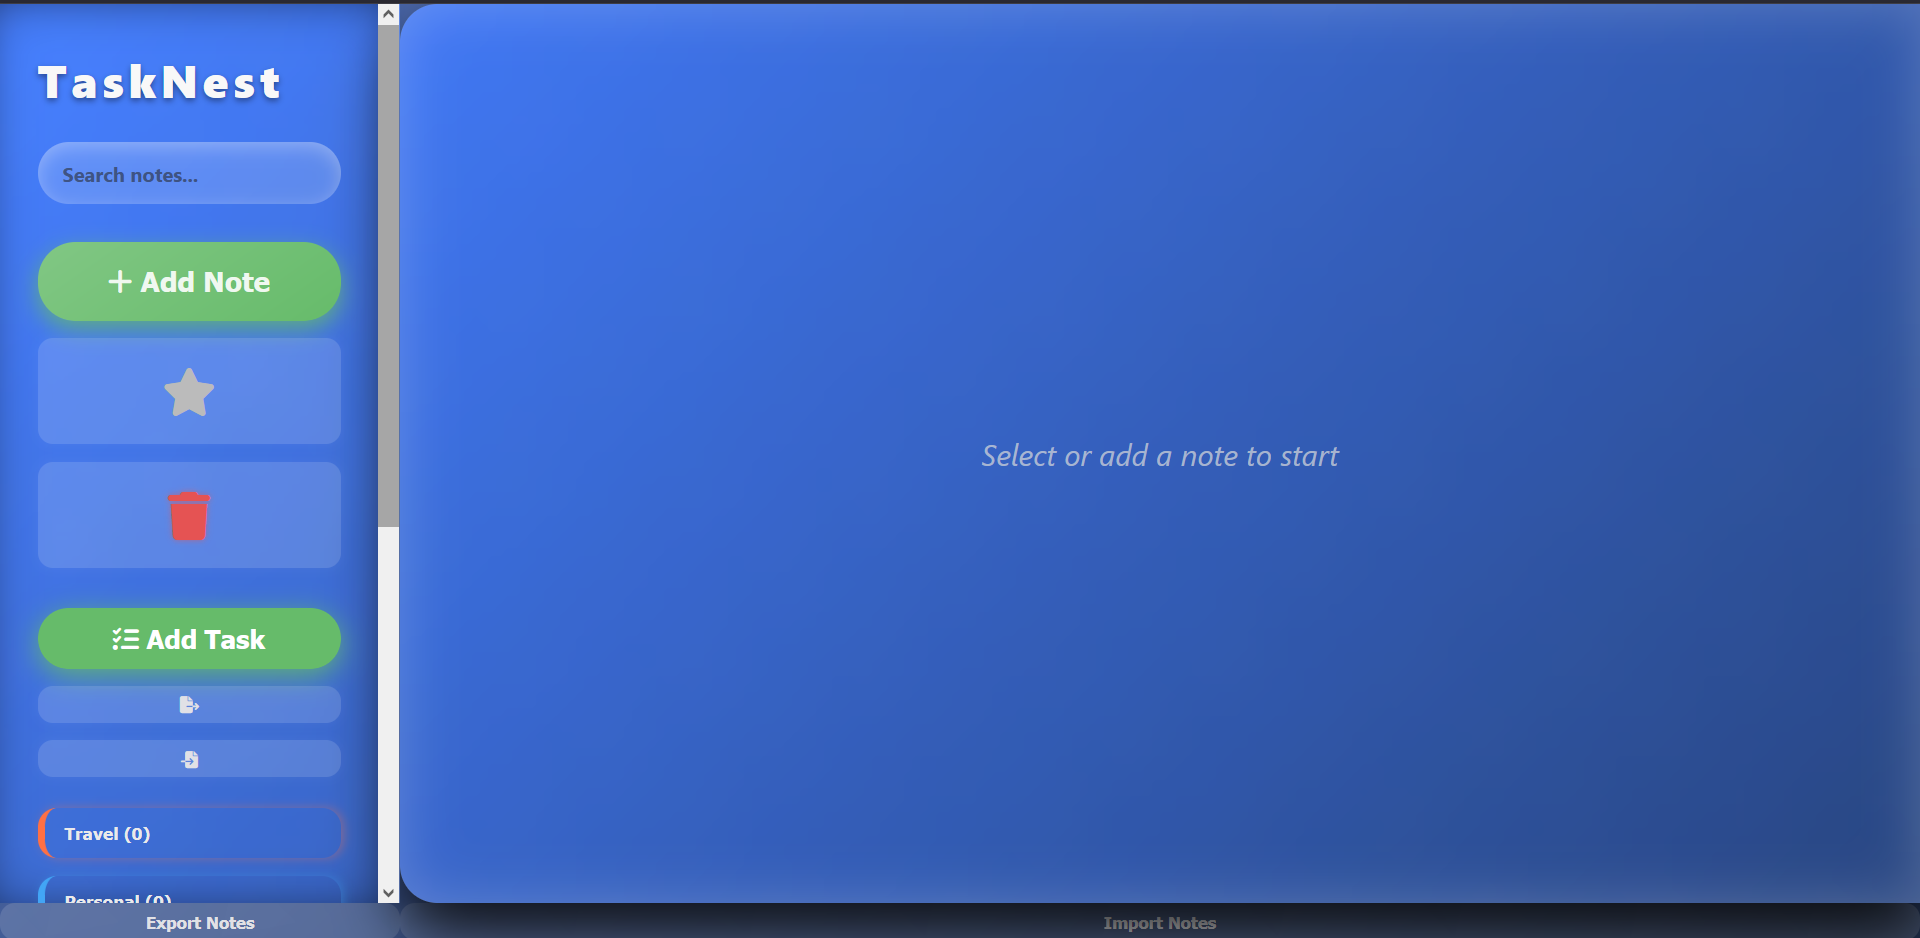 TaskNest
Search notes...
Add Note
Add Task
Travel (0)
Personal (0)
Select or add a note to start
Export Notes
Import Notes